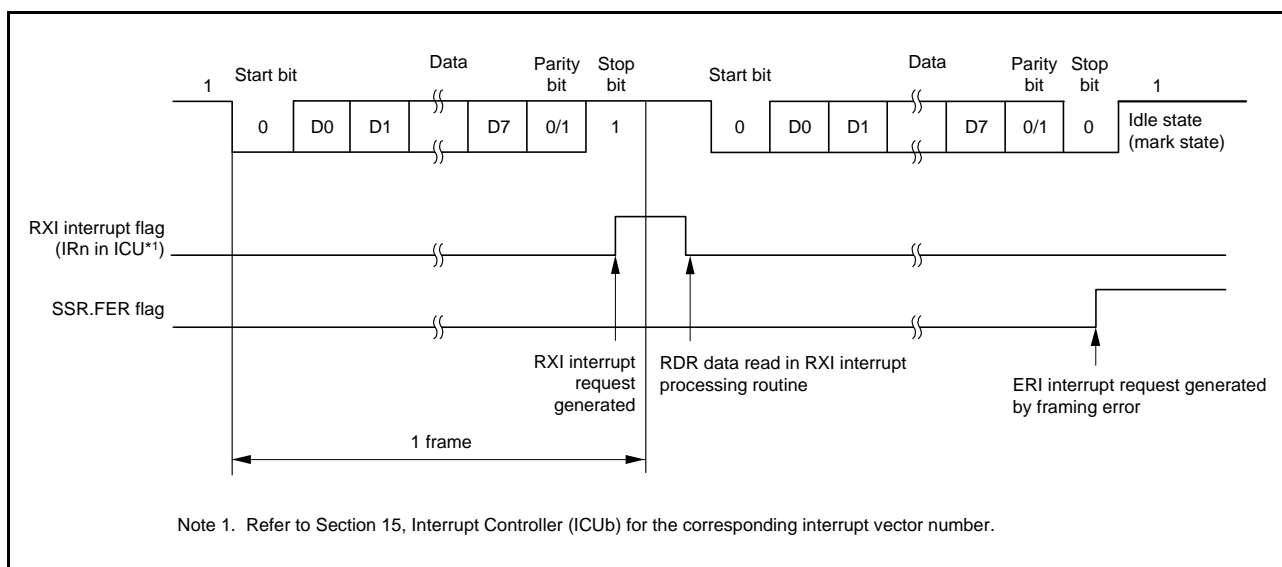 1 Start bit Data Parity bit Stop bit Start bit Data Parity bit Stop bit 1
0 D0 D1 D7 0/1 1 0 D0 D1 D7 0/1 0 Idle state (mark state)
RXI interrupt flag
(IRn in ICU*1)
SSR.FER flag
RXI interrupt
request
generated
RDR data read in RXI interrupt
processing routine
ERI interrupt request generated
by framing error
1 frame
Note 1. Refer to Section 15, Interrupt Controller (ICUb) for the corresponding interrupt vector number.